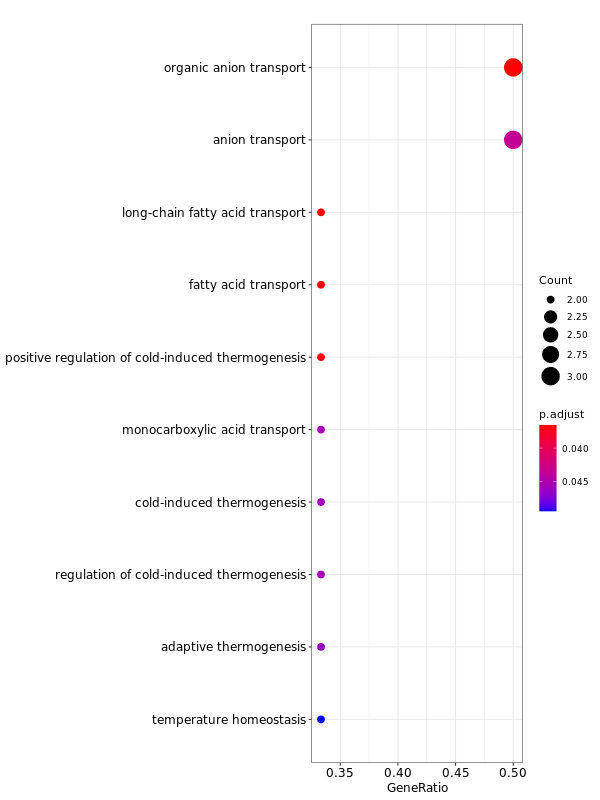 organic anion transport
anion transport
long-chain fatty acid transport
fatty acid transport
positive regulation of cold-induced thermogenesis
monocarboxylic acid transport
cold-induced thermogenesis
regulation of cold-induced thermogenesis
adaptive thermogenesis
temperature homeostasis
0.35 0.40 0.45 0.50
GeneRatio
Count
2.00
2.25
2.50
2.75
3.00
p.adjust
0.040
0.045